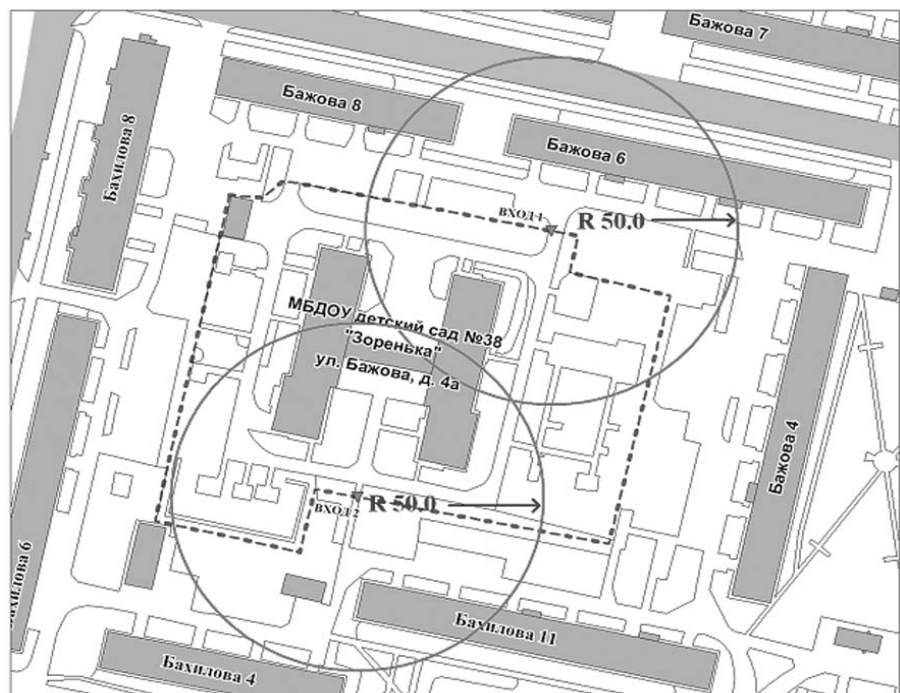 Бажова 7
Бажова 8
Бажова 6
Бахилова 8
ВХОД 1
R 50.0
МБДОУ детский сад №38
"Зоренька"
ул. Бажова, д. 4а
Бажова 4
R 50.0
ВХОД 2
Бахилова 6
Бахилова 11
Бахилова 4